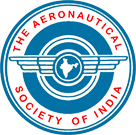 THE AERONAUTICAL
SOCIETY OF INDIA